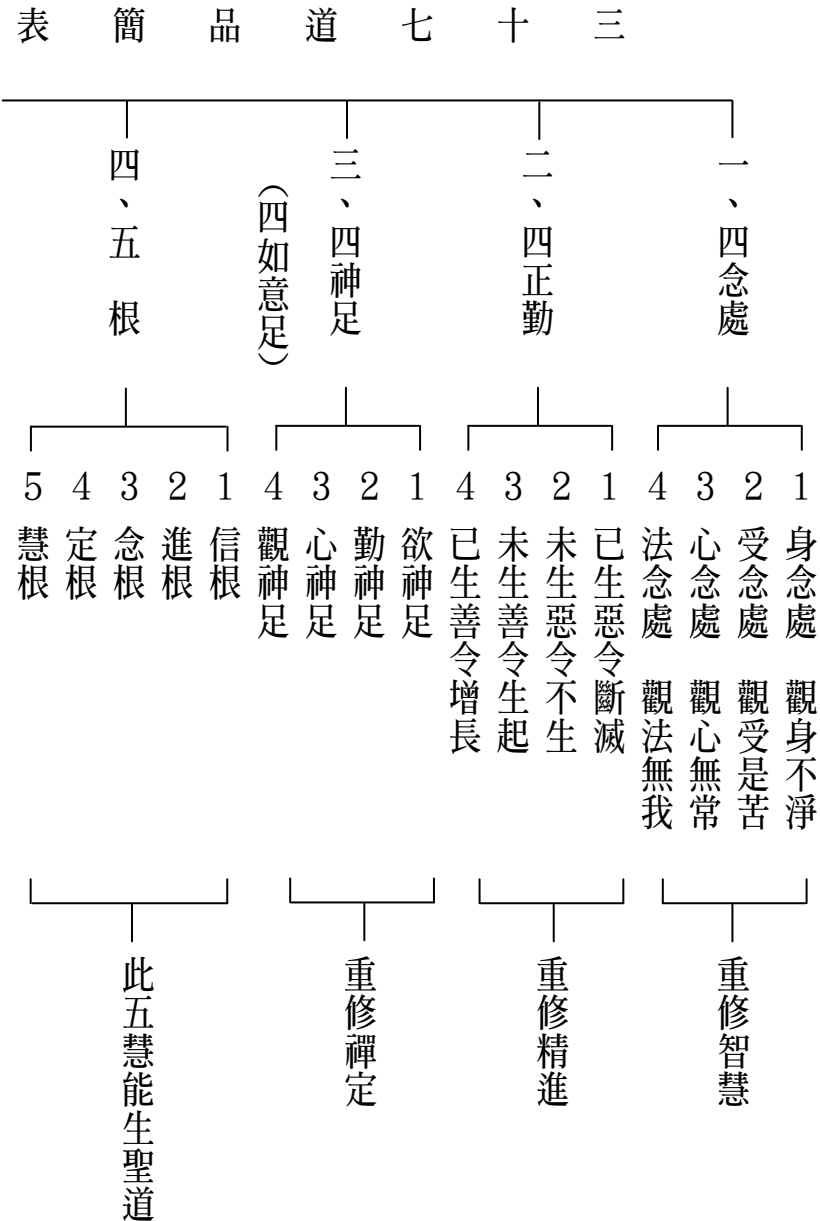 三十七道品簡表
一、四念處
1 身念處 觀身不淨
2 受念處 觀受是苦
3 心念處 觀心無常
4 法念處 觀法無我
重修智慧
二、四正勤
1 已生惡令斷滅
2 未生惡令不生
3 未生善令生起
4 已生善令增長
重修精進
三、四神足
(四如意足)
1 欲神足
2 勤神足
3 心神足
4 觀神足
重修禪定
四、五 根
1 信根
2 進根
3 念根
4 定根
5 慧根
此五慧能生聖道